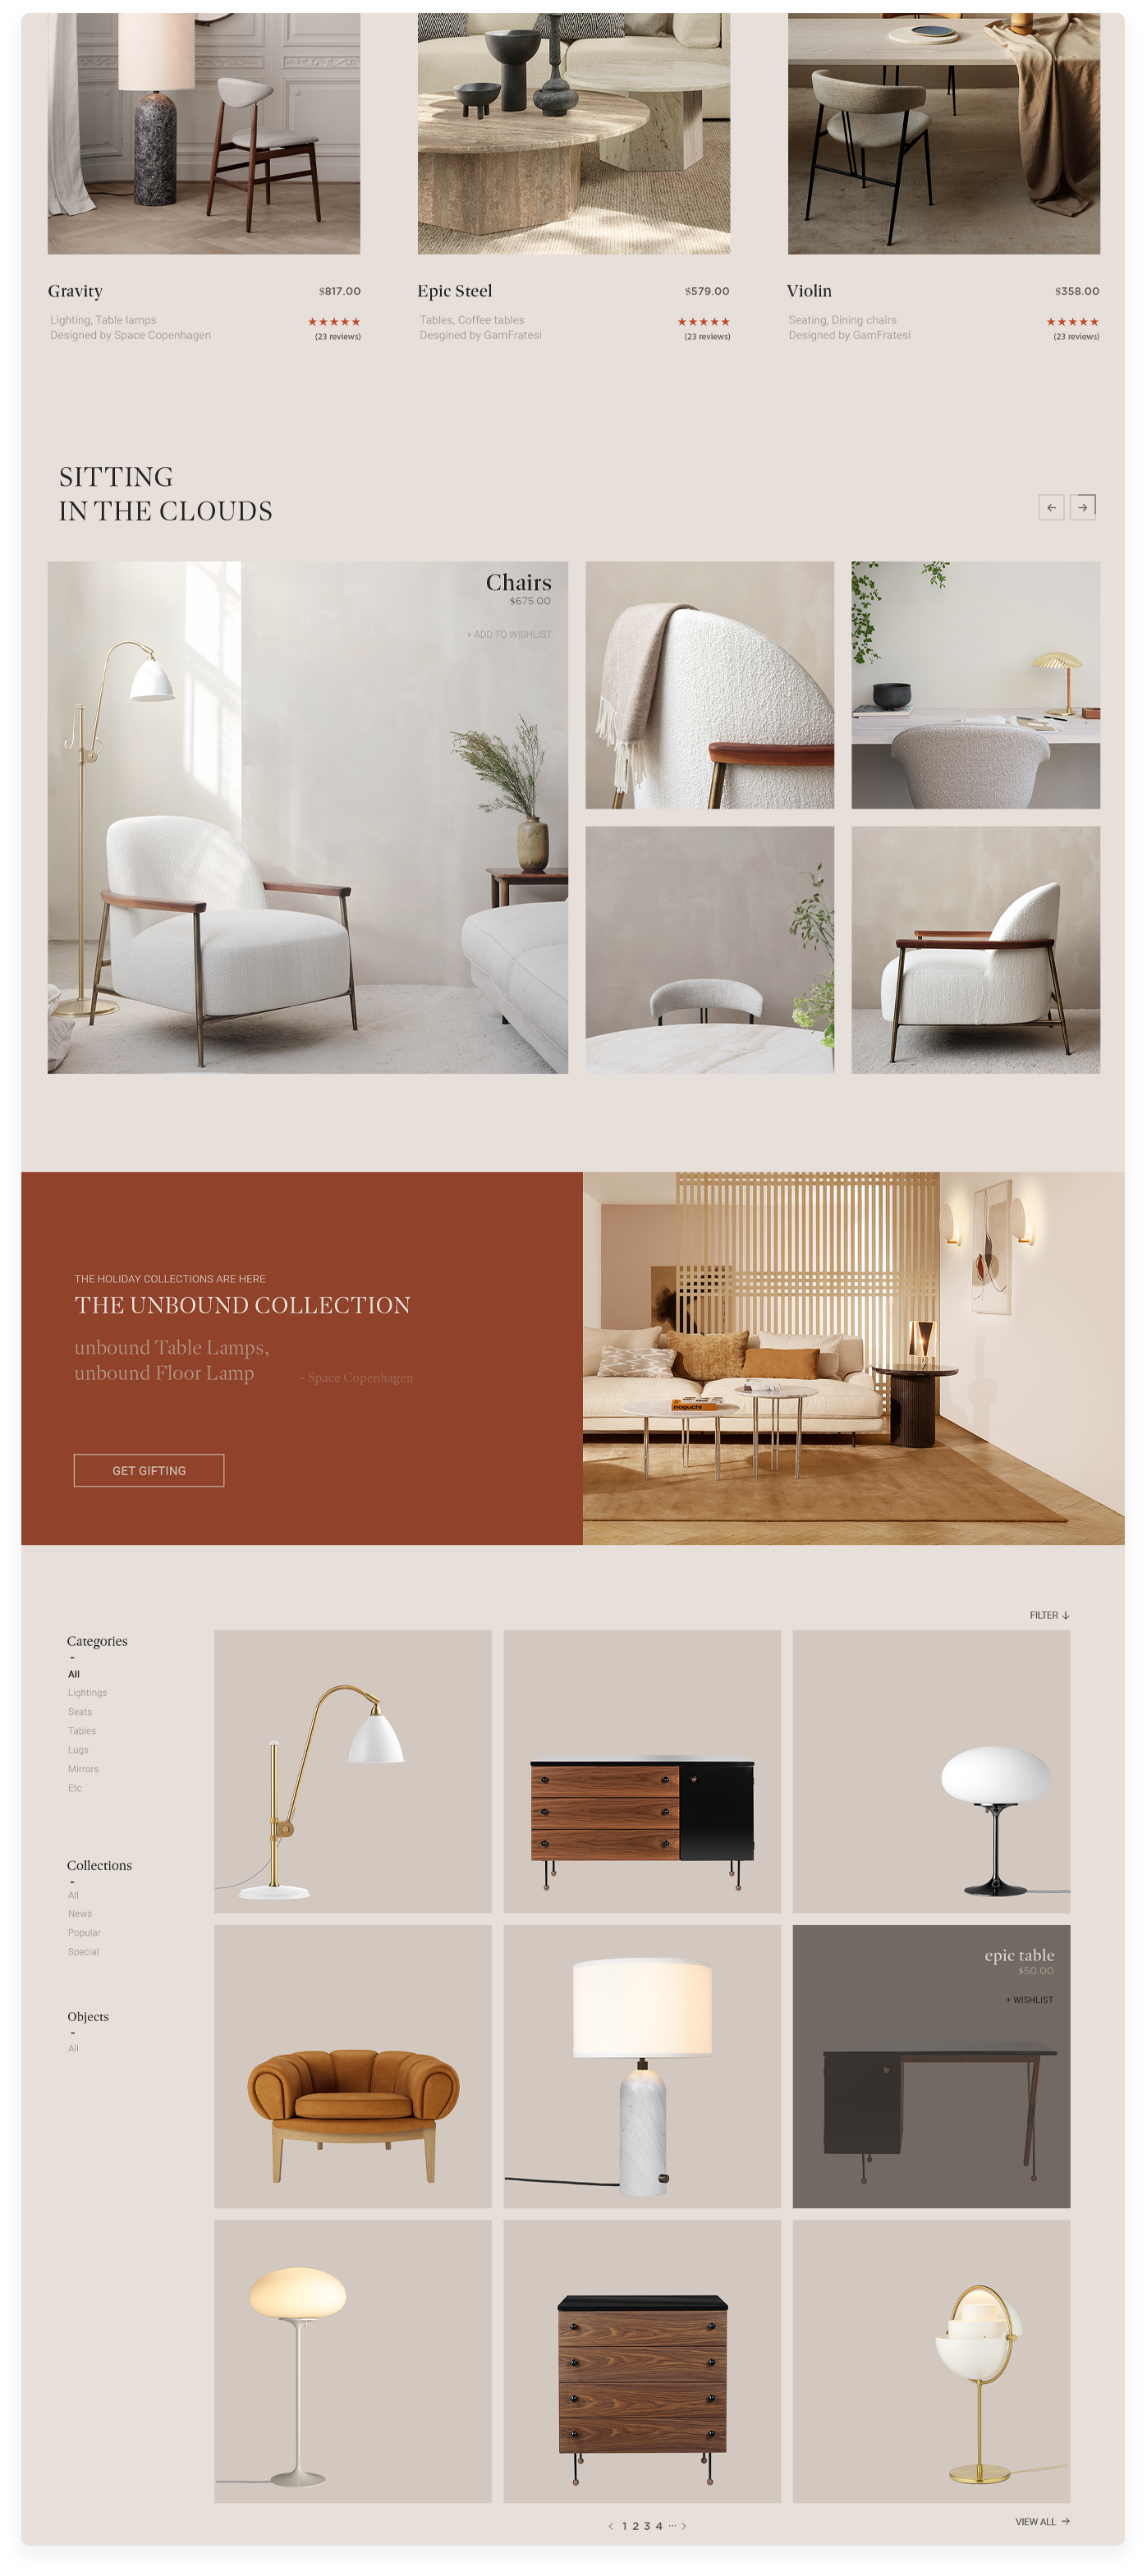 Gravity
$817.00
Lighting, Table lamps
Designed by Space Copenhagen
★★★★★
(23 reviews)
Epic Steel
$579.00
Tables, Coffee tables
Desgined by GamFratesi
★★★★★
(23 reviews)
Violin
$358.00
Seating, Dining chairs
Designed by GamFratesi
★★★★★
(23 reviews)
SITTING
IN THE CLOUDS
← →
Chairs
$675.00
+ ADD TO WISHLIST
THE HOLIDAY COLLECTIONS ARE HERE
THE UNBOUND COLLECTION
unbound Table Lamps,
unbound Floor Lamp
- Space Copenhagen
GET GIFTING
noguchi
FILTER ↓
Categories
-
All
Lightings
Seats
Tables
Lugs
Mirrors
Etc
Collections
-
All
News
Popular
Special
Objects
-
All
epic table
$50.00
+ WISHLIST
< 1 2 3 4 ... >
VIEW ALL →